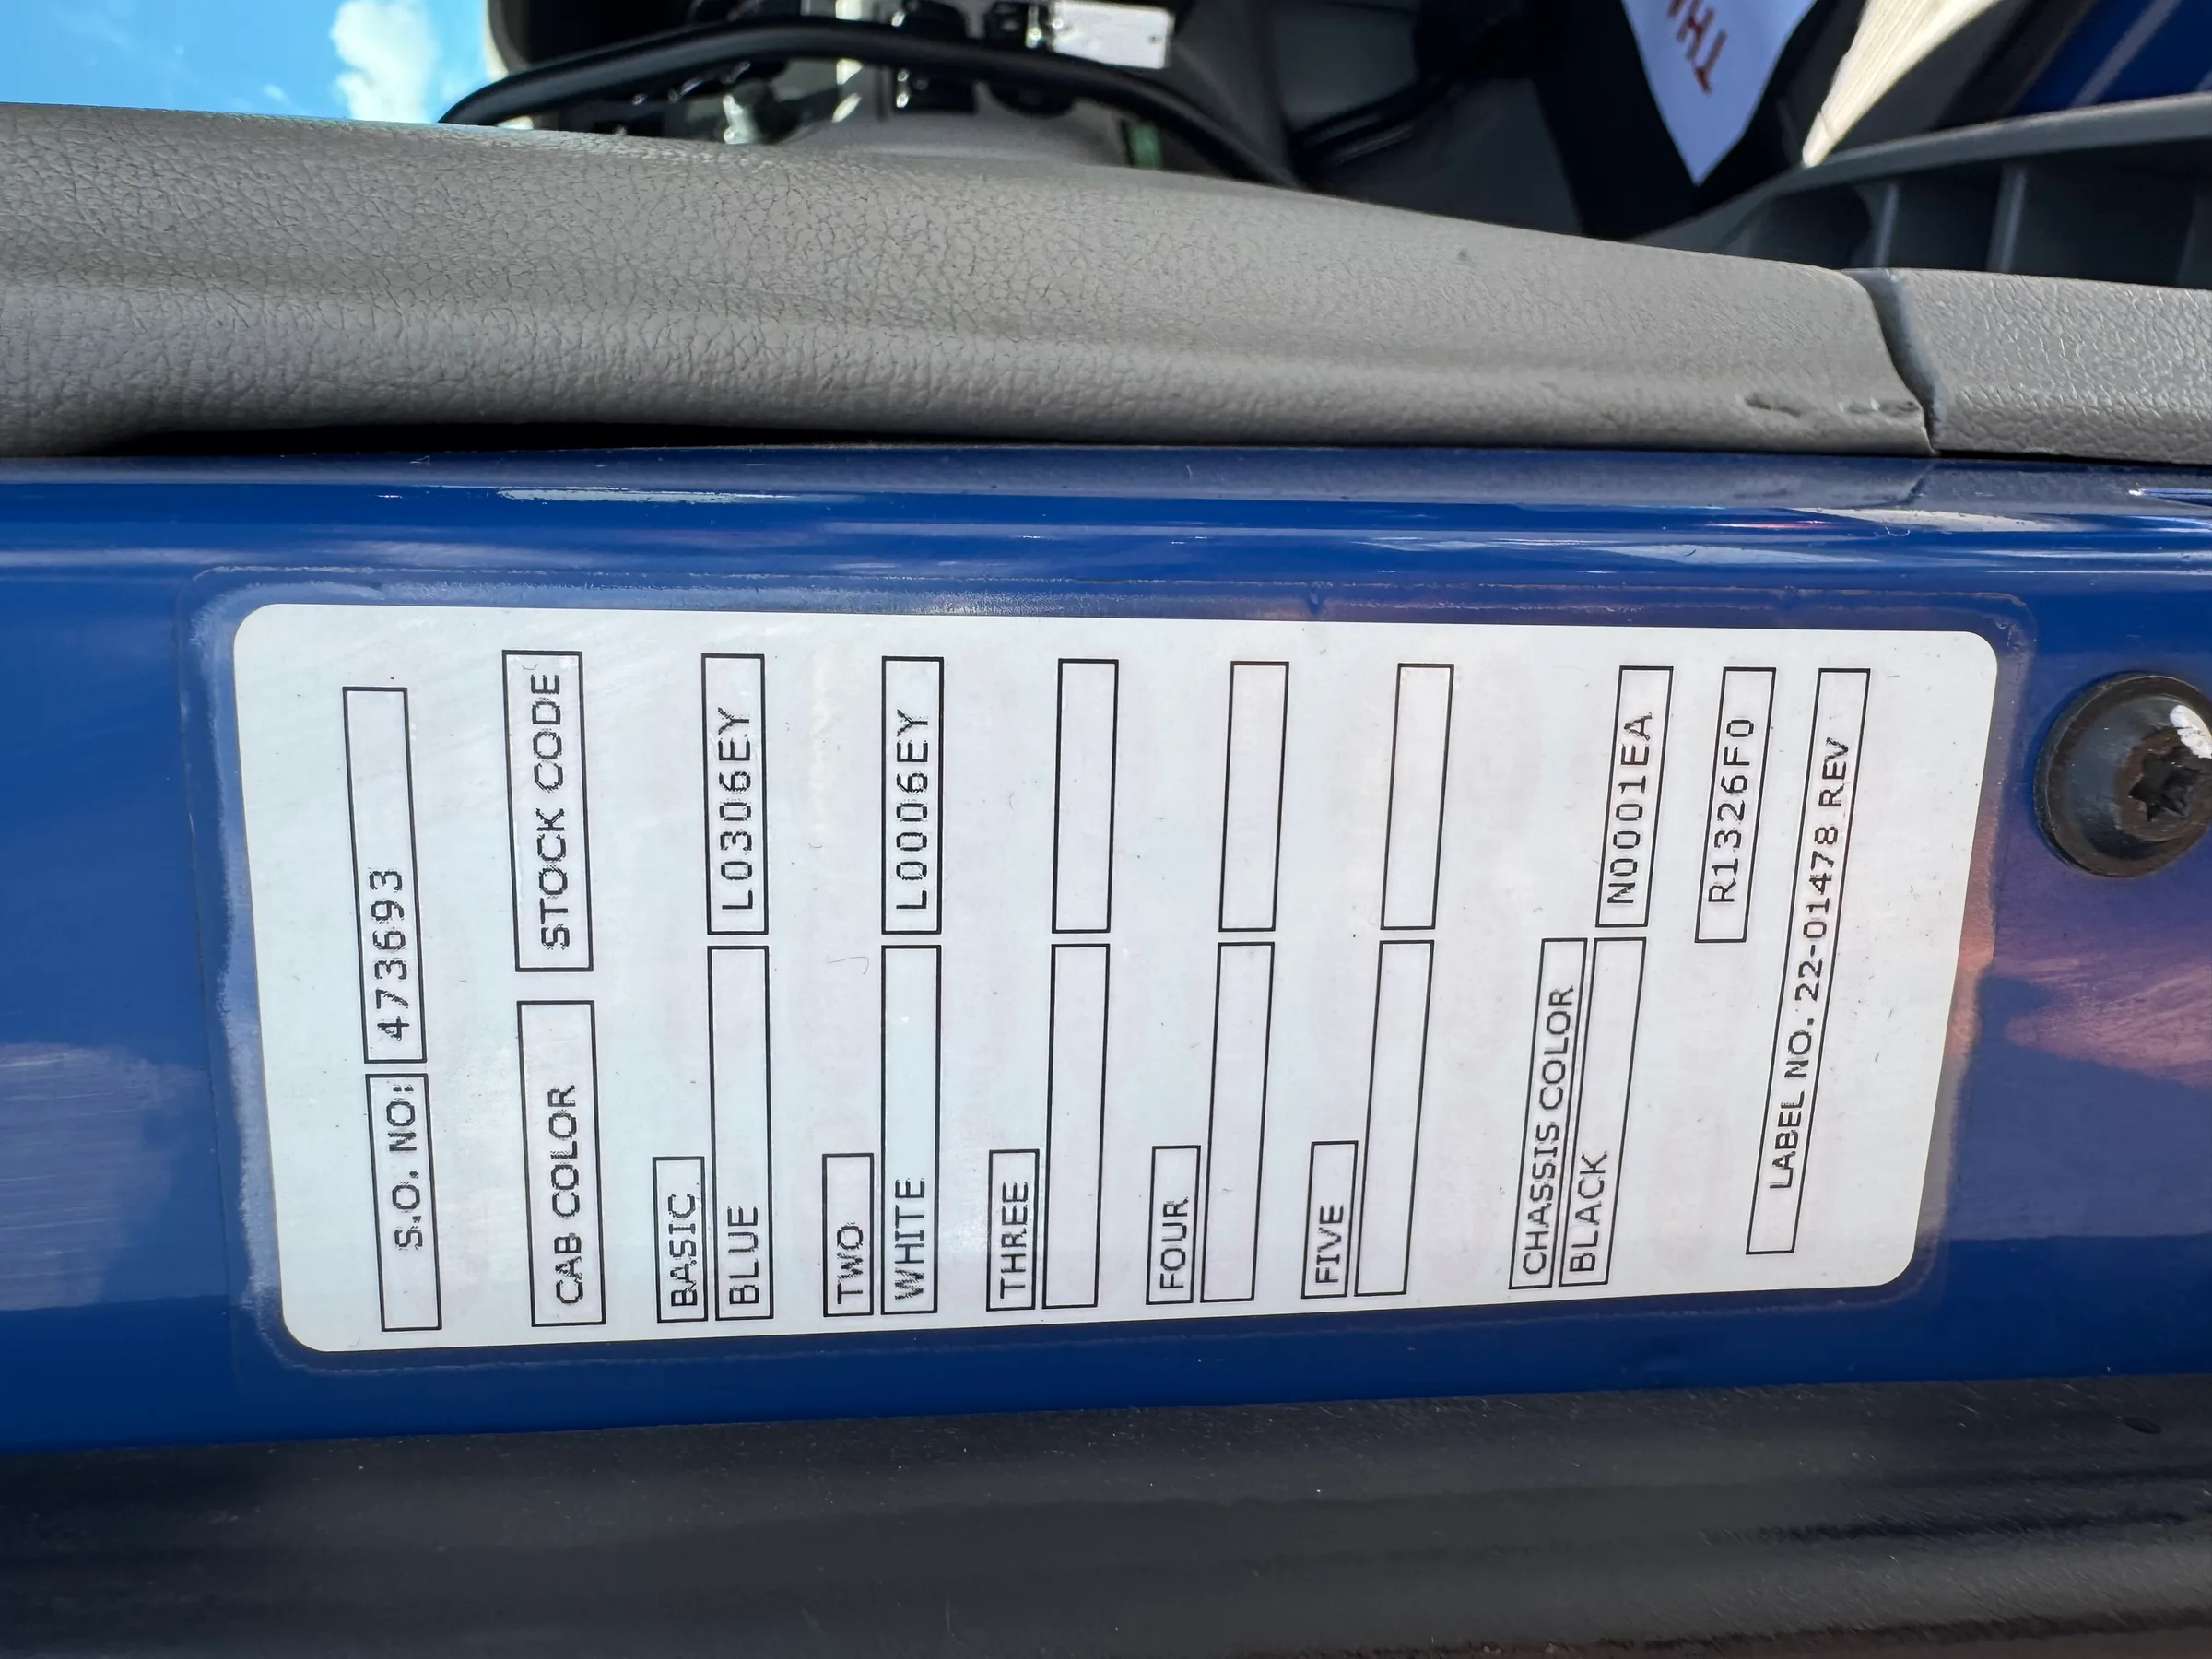 THA
S.O. NO: 473693
CAB COLOR STOCK CODE
BASIC
BLUE L0306EY
TWO
WHITE L0006EY
THREE
FOUR
FIVE
CHASSIS COLOR
BLACK N0001EA
R1326F0
LABEL NO. 22-01478 REV